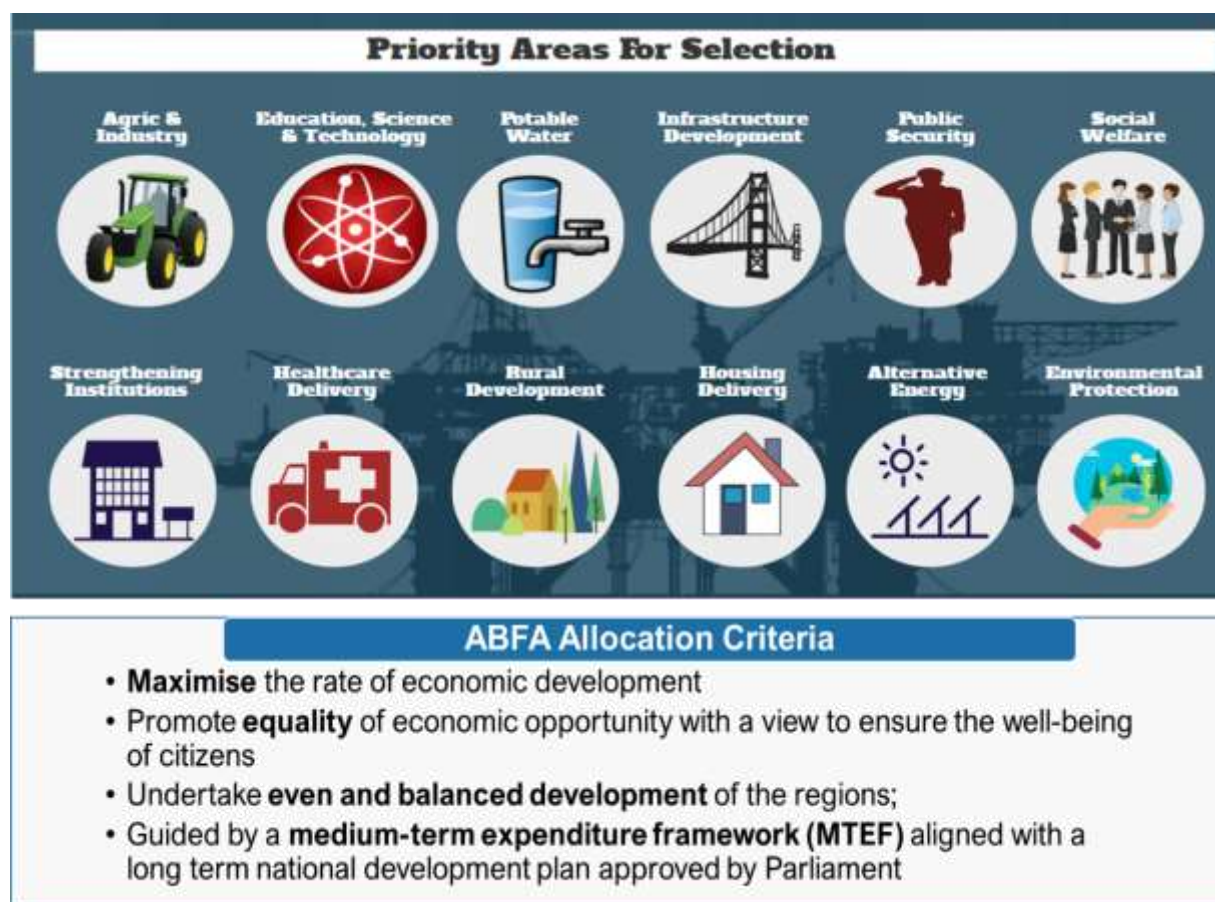 Priority Areas For Selection
Agric &
Industry
Education, Science
& Technology
Potable
Water
Infrastructure
Development
Public
Security
Social
Welfare
Strengthening
Institutions
Healthcare
Delivery
Rural
Development
Housing
Delivery
Alternative
Energy
Environmental
Protection
ABFA Allocation Criteria
• Maximise the rate of economic development
• Promote equality of economic opportunity with a view to ensure the well-being
of citizens
• Undertake even and balanced development of the regions;
• Guided by a medium-term expenditure framework (MTEF) aligned with a
long term national development plan approved by Parliament